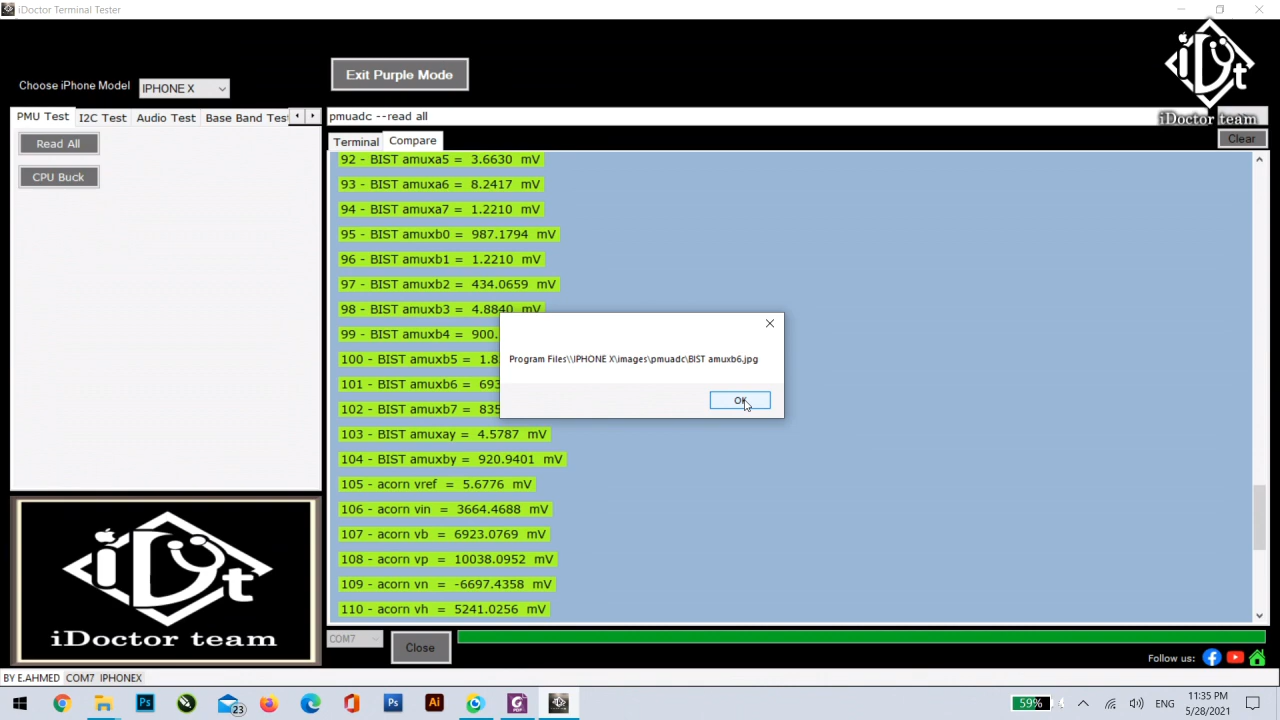 iDoctor Terminal Tester
Choose iPhone Model
IPHONE X
Exit Purple Mode
iDoctor team
PMU Test
I2C Test
Audio Test
Base Band Test
pmuadc --read all
Clear
Read All
CPU Buck
Terminal
Compare
92 - BIST amuxa5 = 3.6630 mV
93 - BIST amuxa6 = 8.2417 mV
94 - BIST amuxa7 = 1.2210 mV
95 - BIST amuxb0 = 987.1794 mV
96 - BIST amuxb1 = 1.2210 mV
97 - BIST amuxb2 = 434.0659 mV
98 - BIST amuxb3 = 4.8840 mV
99 - BIST amuxb4 = 900.
100 - BIST amuxb5 = 1.8
101 - BIST amuxb6 = 693
102 - BIST amuxb7 = 835
103 - BIST amuxay = 4.5787 mV
104 - BIST amuxby = 920.9401 mV
105 - acorn vref = 5.6776 mV
106 - acorn vin = 3664.4688 mV
107 - acorn vb = 6923.0769 mV
108 - acorn vp = 10038.0952 mV
109 - acorn vn = -6697.4358 mV
110 - acorn vh = 5241.0256 mV
Program Files\\IPHONE X\images\pmuadc\BIST amuxb6.jpg
OK
iDoctor team
COM7
Close
Follow us:
BY E.AHMED COM7 IPHONEX
23
59%
ENG
11:35 PM
5/28/2021